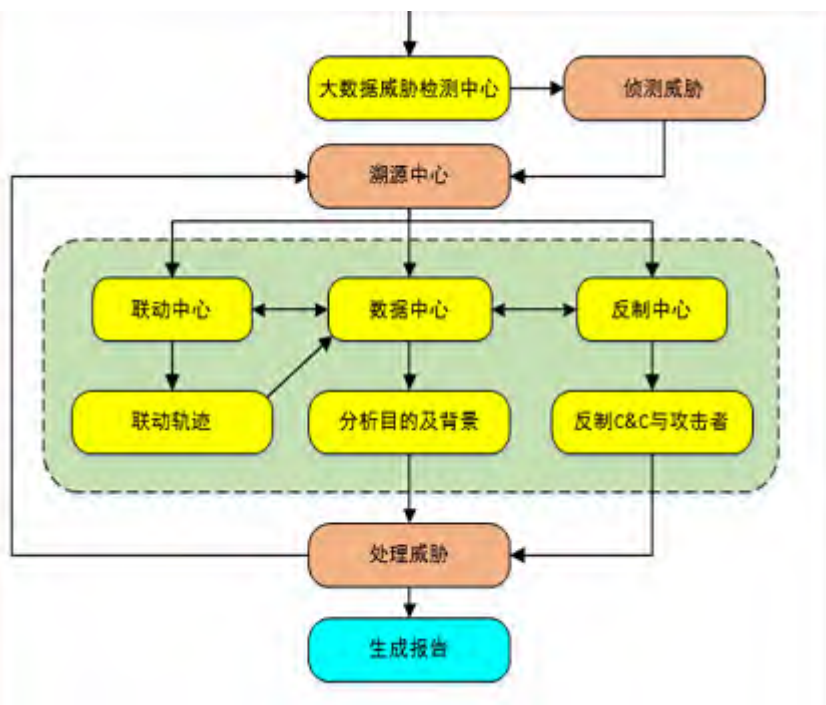 大数据威胁检测中心
侦测威胁
溯源中心
联动中心
数据中心
反制中心
联动轨迹
分析目的及背景
反制C&C与攻击者
处理威胁
生成报告